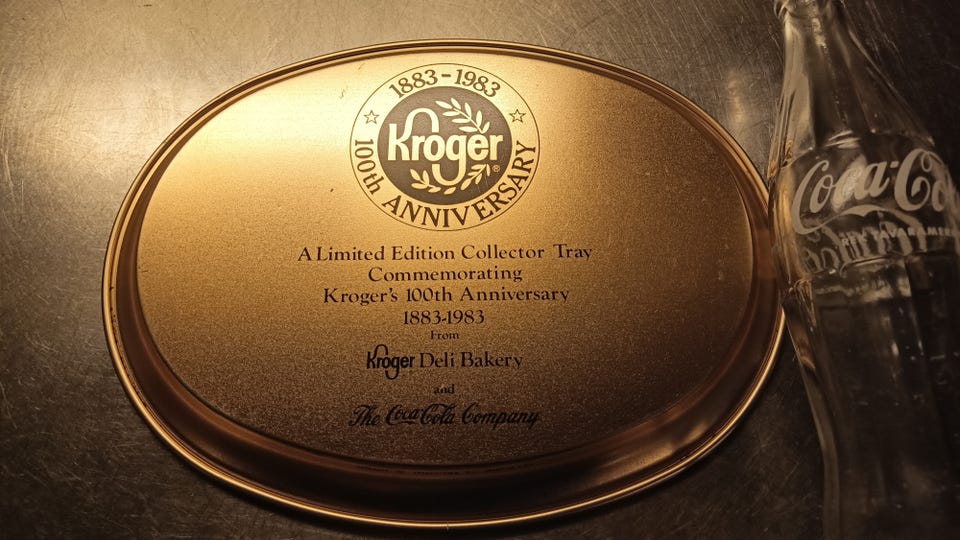 1883-1983
Kroger®
100th ANNIVERSARY
A Limited Edition Collector Tray
Commemorating
Kroger's 100th Anniversary
1883-1983
From
Kroger Deli Bakery
and
The Coca-Cola Company
Coca-Co